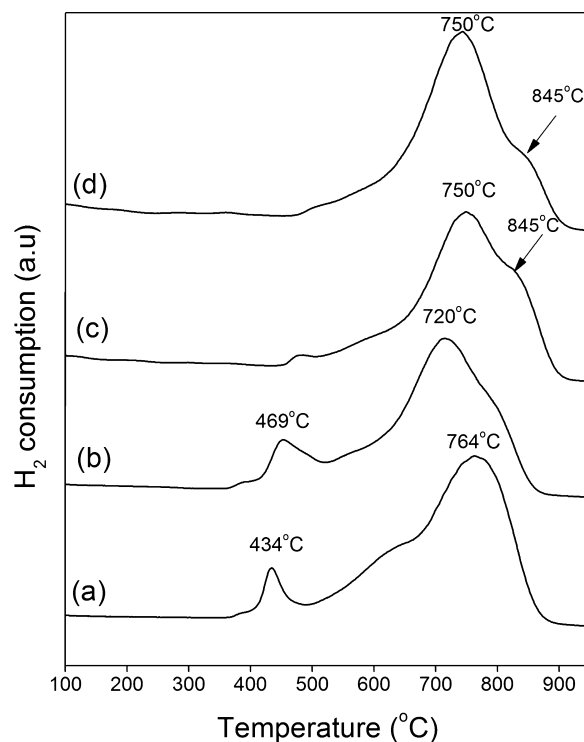 750°C
845°C
(d)
750°C
845°C
(c)
720°C
469°C
764°C
(b)
434°C
(a)
H₂ consumption (a.u)
100 200 300 400 500 600 700 800 900
Temperature (°C)